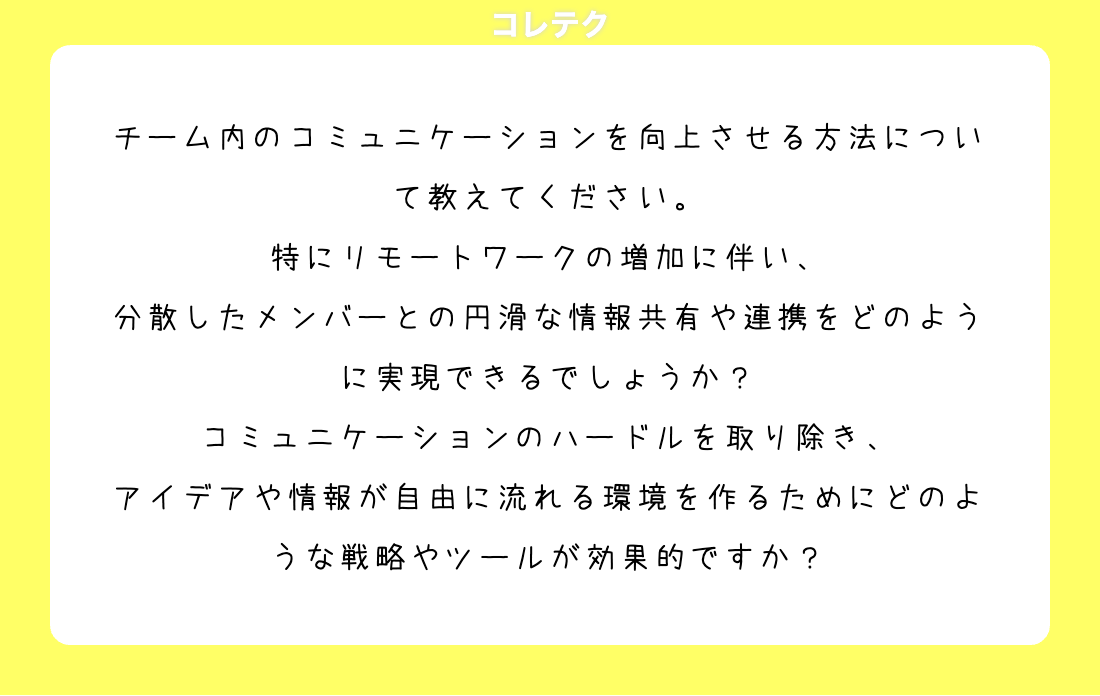 コレテク
チーム内のコミュニケーションを向上させる方法につい
て教えてください。
特にリモートワークの増加に伴い、
分散したメンバーとの円滑な情報共有や連携をどのよう
に実現できるでしょうか？
コミュニケーションのハードルを取り除き、
アイデアや情報が自由に流れる環境を作るためにどのよ
うな戦略やツールが効果的ですか？